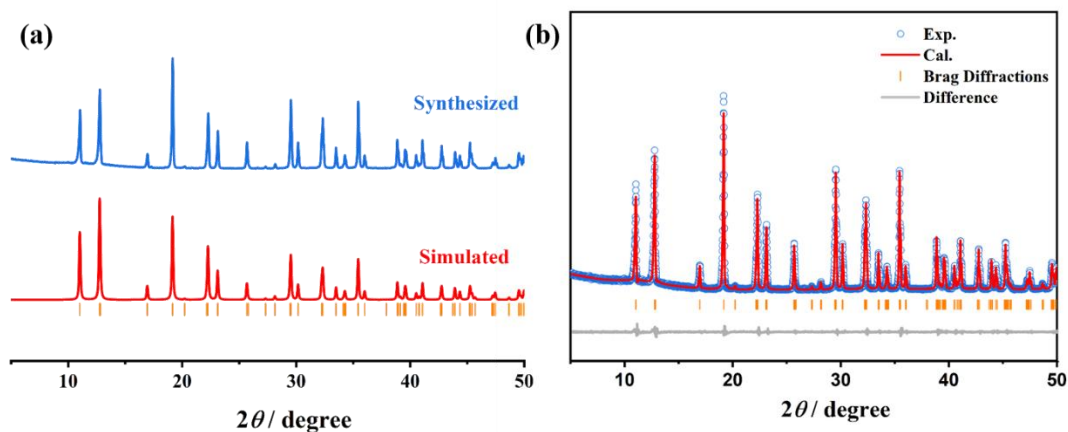 (a)
Synthesized
Simulated
10 20 30 40 50
2θ / degree
(b)
Exp.
Cal.
Brag Diffractions
Difference
10 20 30 40 50
2θ / degree